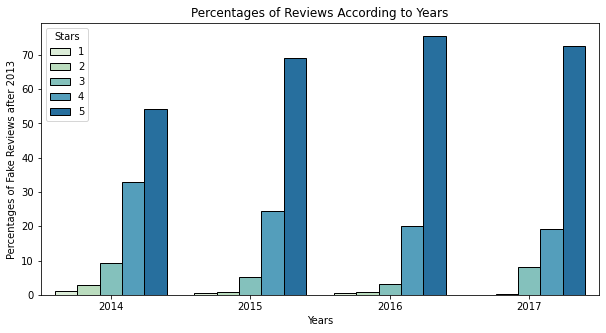 Percentages of Reviews According to Years
Stars
1
2
3
4
5
Percentages of Fake Reviews after 2013
70
60
50
40
30
20
10
0
2014 2015 2016 2017
Years